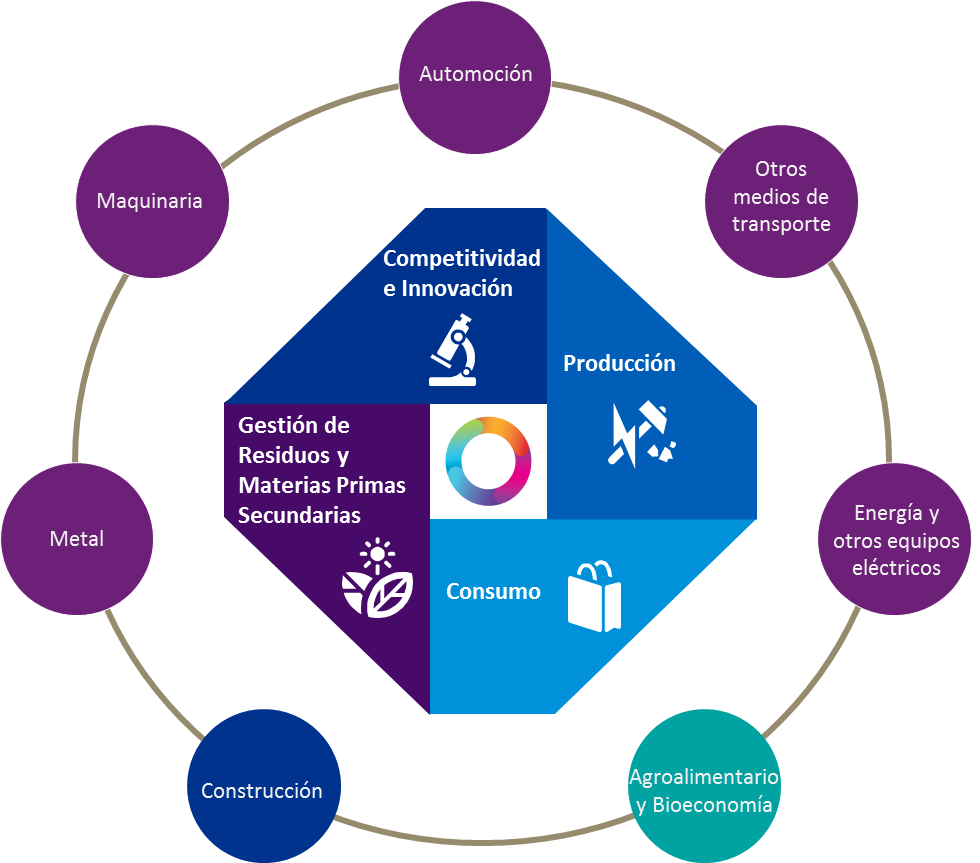 Automoción
Otros
medios de
transporte
Maquinaria
Competitividad
e Innovación
Producción
Gestión de
Residuos y
Materias Primas
Secundarias
Energía y
otros equipos
eléctricos
Metal
Consumo
Agroalimentario
y Bioeconomía
Construcción